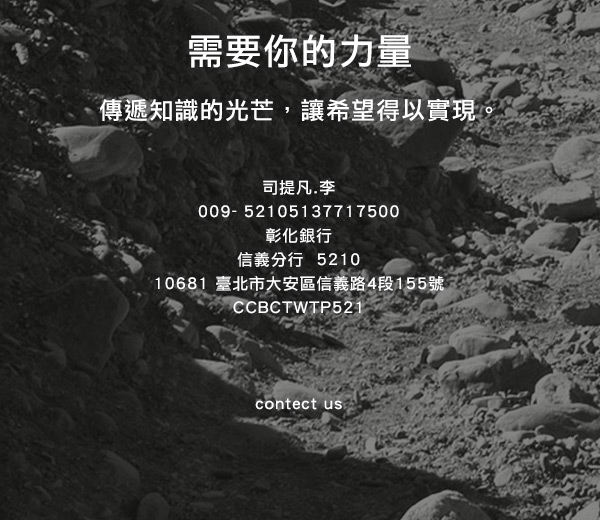 需要你的力量
傳遞知識的光芒，讓希望得以實現。
司提凡.李
009- 52105137717500
彰化銀行
信義分行 5210
10681 臺北市大安區信義路4段155號
CCBCTWTP521
contect us